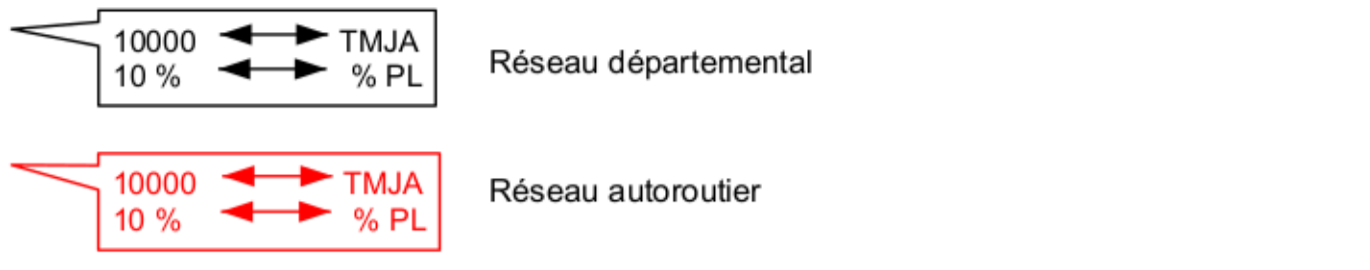 10000 TMJA
10 % % PL
Réseau départemental
10000 TMJA
10 % % PL
Réseau autoroutier